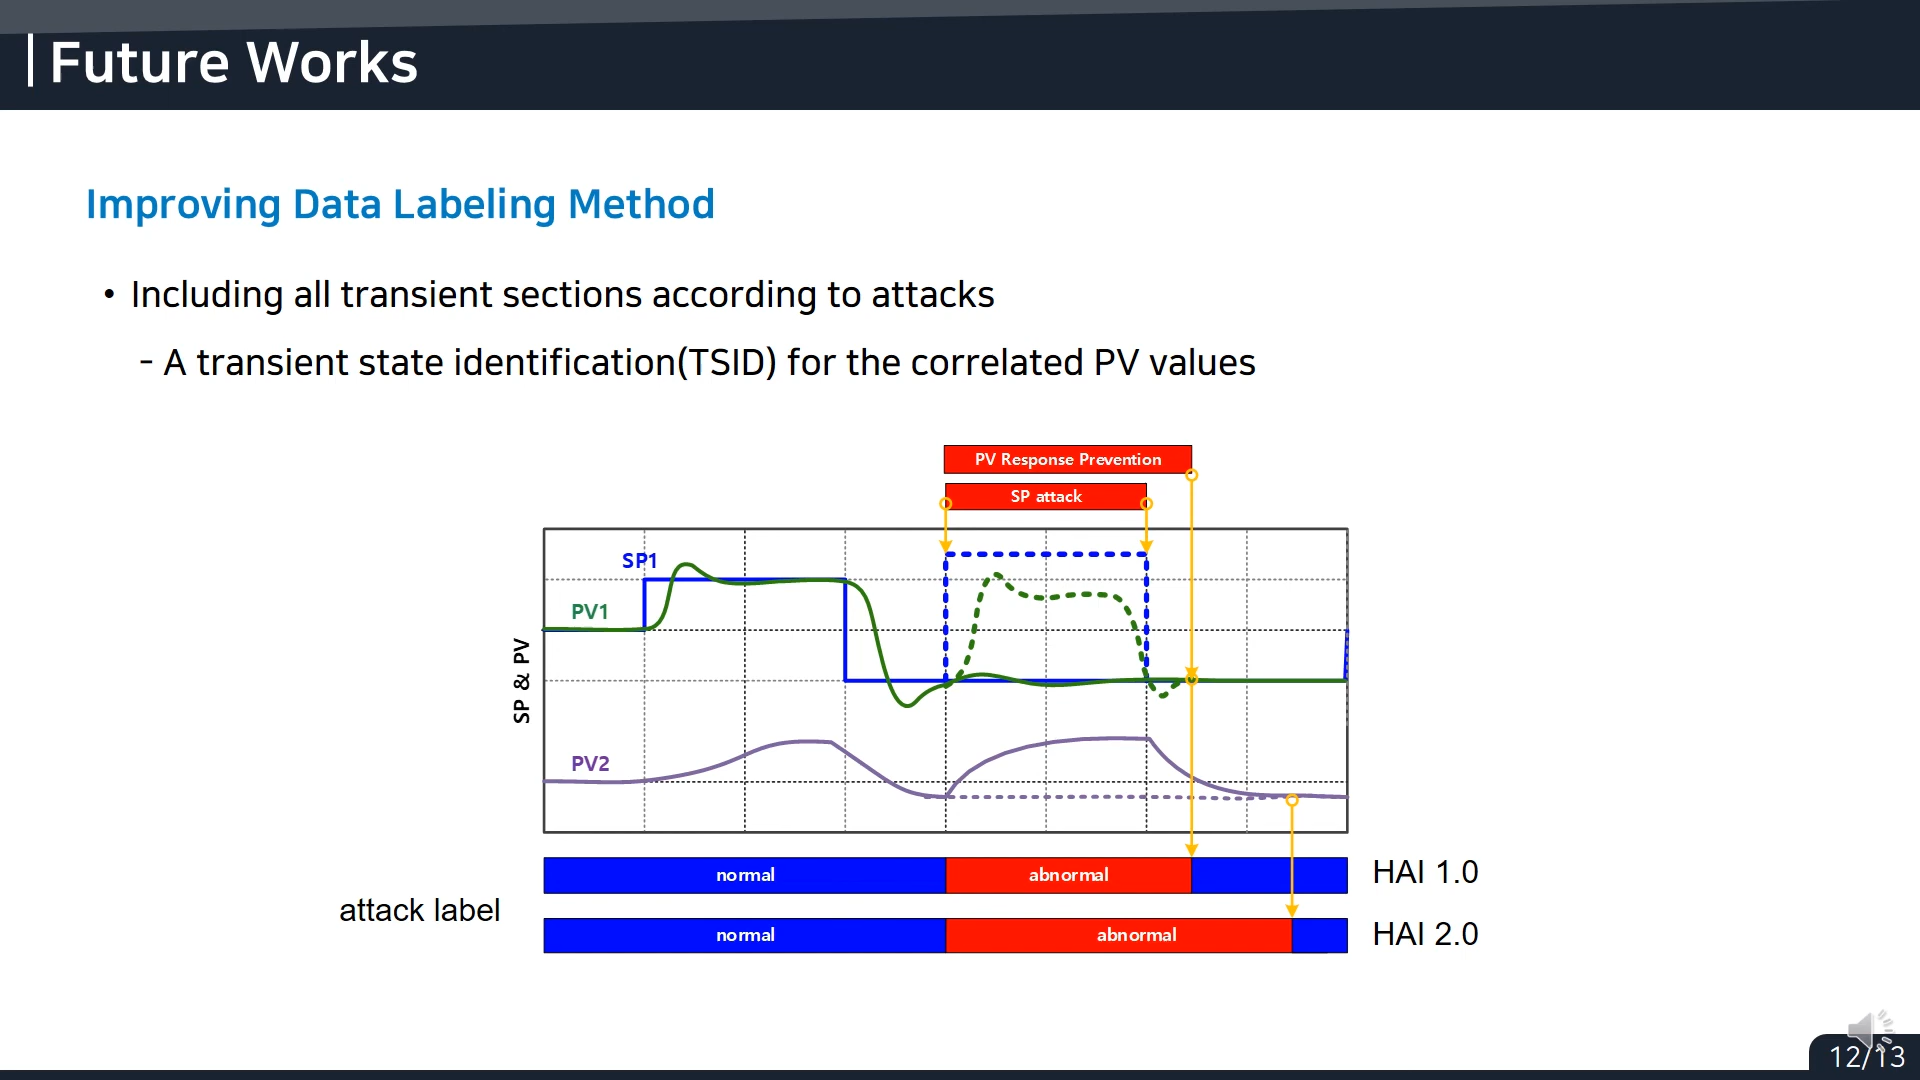 Future Works
Improving Data Labeling Method
• Including all transient sections according to attacks
- A transient state identification(TSID) for the correlated PV values
PV Response Prevention
SP attack
SP1
PV1
SP & PV
PV2
normal abnormal HAI 1.0
attack label
normal abnormal HAI 2.0
12/13